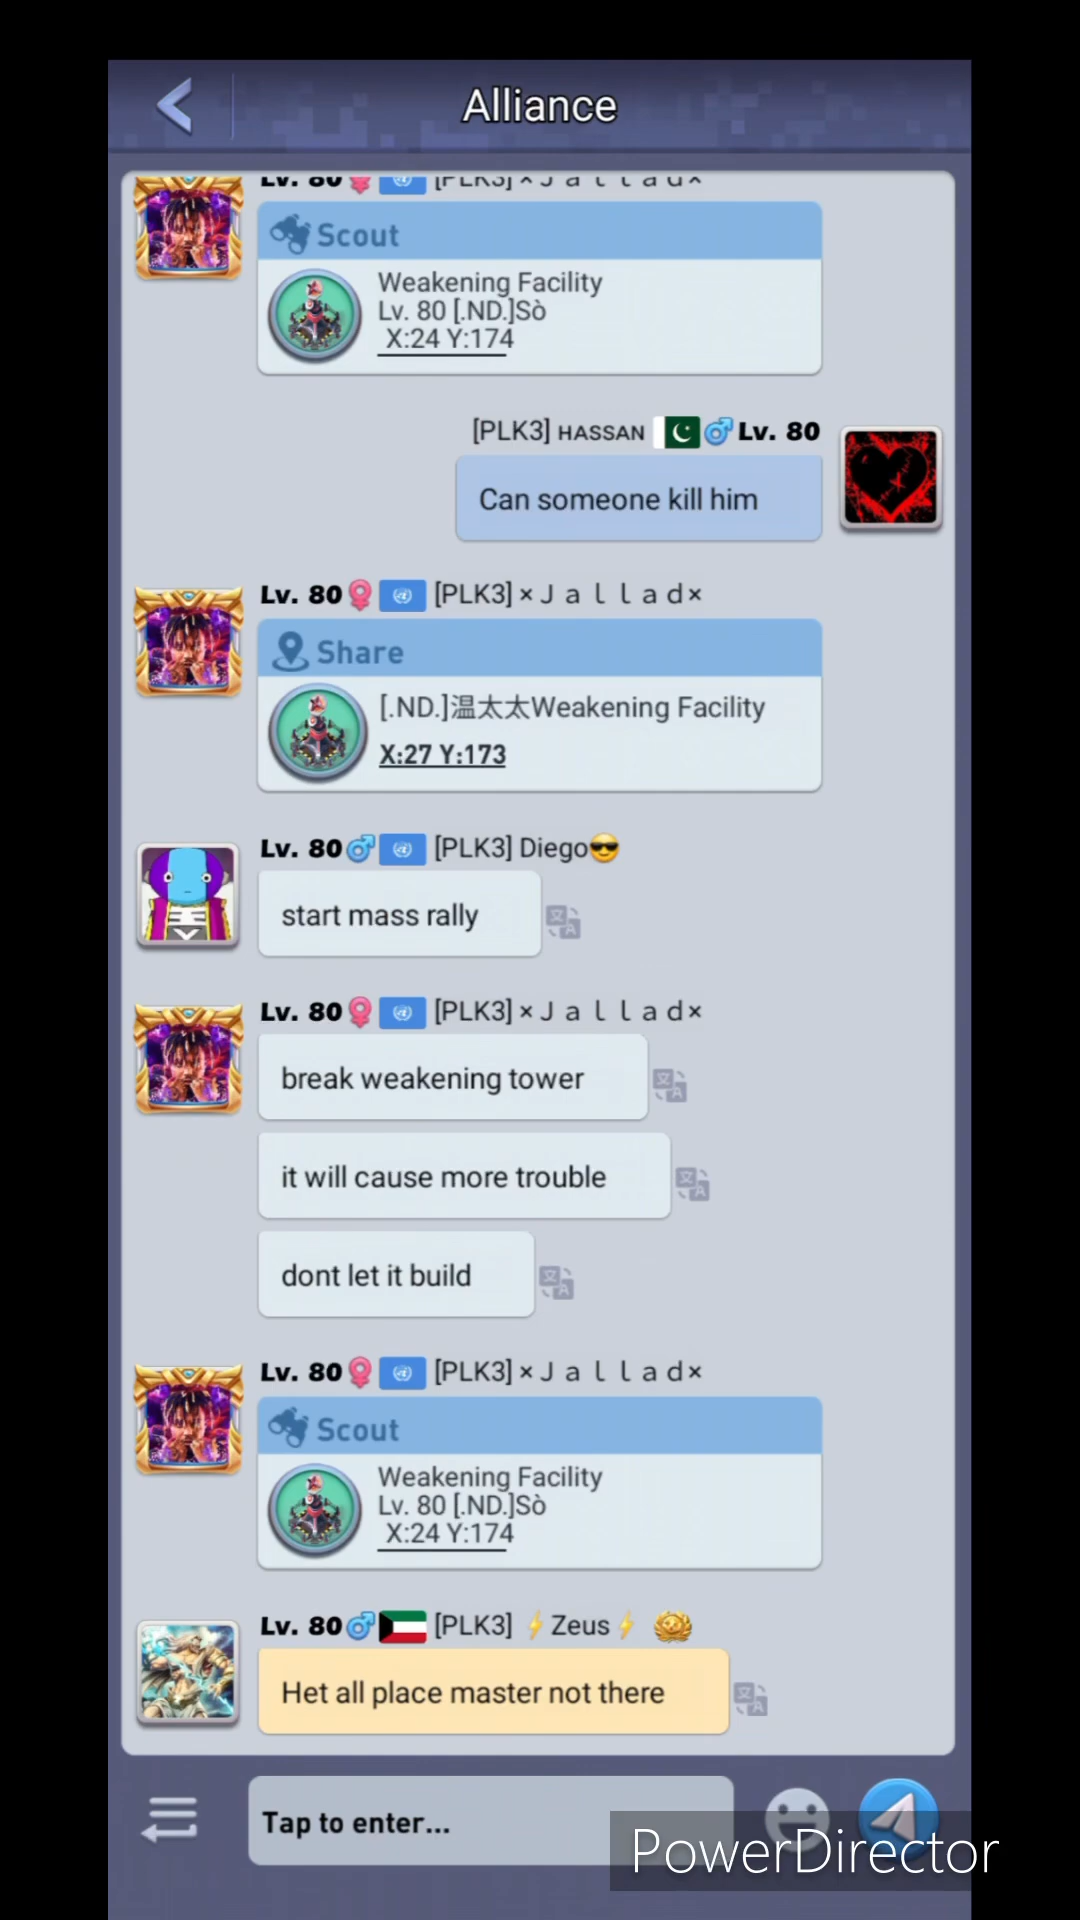 Alliance
Lv. 80 [PLK3] × J a l l a d ×
Scout
Weakening Facility
Lv. 80 [.ND.]Sò
X:24 Y:174
[PLK3] ʜᴀssᴀɴ Lv. 80
Can someone kill him
Lv. 80 [PLK3] × J a l l a d ×
Share
[.ND.]温太太Weakening Facility
X:27 Y:173
Lv. 80 [PLK3] Diego😎
start mass rally
Lv. 80 [PLK3] × J a l l a d ×
break weakening tower
it will cause more trouble
dont let it build
Lv. 80 [PLK3] × J a l l a d ×
Scout
Weakening Facility
Lv. 80 [.ND.]Sò
X:24 Y:174
Lv. 80 [PLK3] ⚡Zeus⚡
Het all place master not there
Tap to enter...
PowerDirector